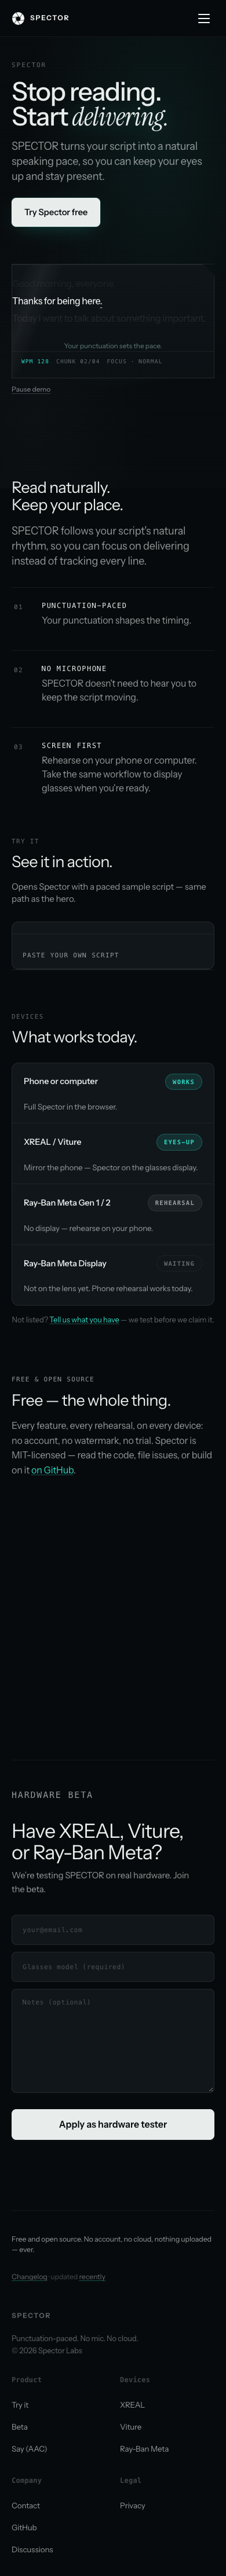 SPECTOR
SPECTOR
Stop reading.
Start delivering.
SPECTOR turns your script into a natural
speaking pace, so you can keep your eyes
up and stay present.
Try Spector free
Good morning, everyone.
Thanks for being here.
Today I want to talk about something important.
Your punctuation sets the pace.
WPM 120 CHUNK 02/04 FOCUS · NORMAL
Pause demo
Read naturally.
Keep your place.
SPECTOR follows your script's natural
rhythm, so you can focus on delivering
instead of tracking every line.
01 PUNCTUATION-PACED
Your punctuation shapes the timing.
02 NO MICROPHONE
SPECTOR doesn't need to hear you to
keep the script moving.
03 SCREEN FIRST
Rehearse on your phone or computer.
Take the same workflow to display
glasses when you're ready.
TRY IT
See it in action.
Opens Spector with a paced sample script — same
path as the hero.
PASTE YOUR OWN SCRIPT
DEVICES
What works today.
Phone or computer WORKS
Full Spector in the browser.
XREAL / Viture EYES-UP
Mirror the phone — Spector on the glasses display.
Ray-Ban Meta Gen 1 / 2 REHEARSAL
No display — rehearse on your phone.
Ray-Ban Meta Display WAITING
Not on the lens yet. Phone rehearsal works today.
Not listed? Tell us what you have — we test before we claim it.
FREE & OPEN SOURCE
Free — the whole thing.
Every feature, every rehearsal, on every device:
no account, no watermark, no trial. Spector is
MIT-licensed — read the code, file issues, or build
on it on GitHub.
HARDWARE BETA
Have XREAL, Viture,
or Ray-Ban Meta?
We're testing SPECTOR on real hardware. Join
the beta.
your@email.com
Glasses model (required)
Notes (optional)
Apply as hardware tester
Free and open source. No account, no cloud, nothing uploaded
— ever.
Changelog · updated recently
SPECTOR
Punctuation-paced. No mic. No cloud.
© 2026 Spector Labs
Product
Try it
Beta
Say (AAC)
Devices
XREAL
Viture
Ray-Ban Meta
Company
Contact
GitHub
Discussions
Legal
Privacy